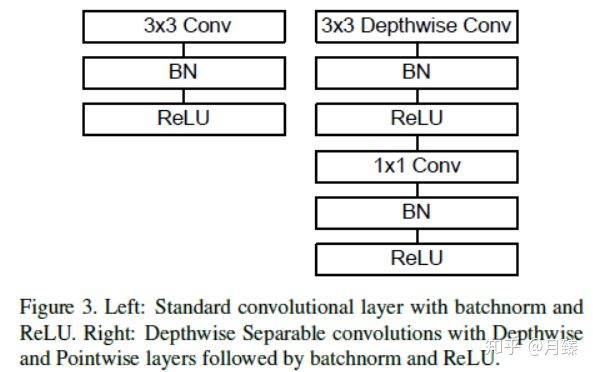 3x3 Conv
BN
ReLU
3x3 Depthwise Conv
BN
ReLU
1x1 Conv
BN
ReLU
Figure 3. Left: Standard convolutional layer with batchnorm and
ReLU. Right: Depthwise Separable convolutions with Depthwise
and Pointwise layers followed by batchnorm and ReLU.
知乎 @月臻